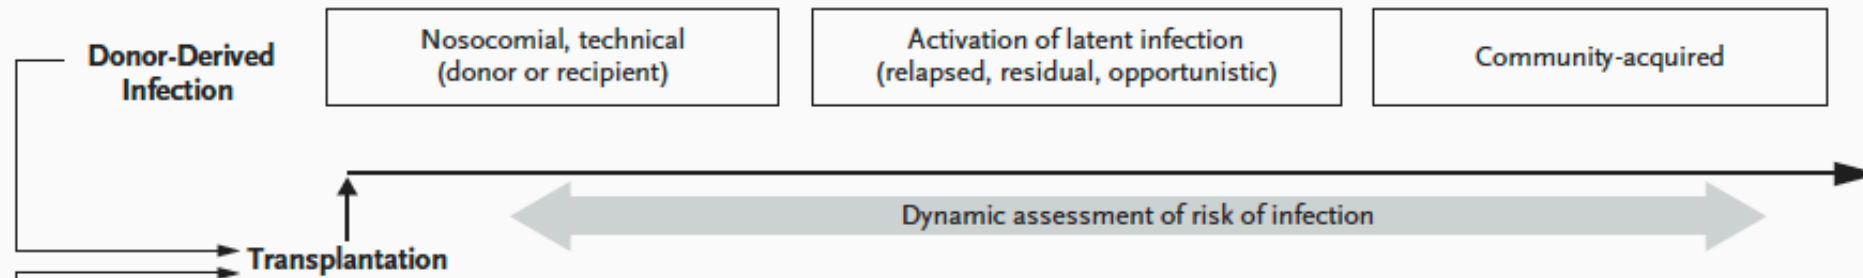 Donor-Derived
Infection
Nosocomial, technical
(donor or recipient)
Activation of latent infection
(relapsed, residual, opportunistic)
Community-acquired
Dynamic assessment of risk of infection
Transplantation